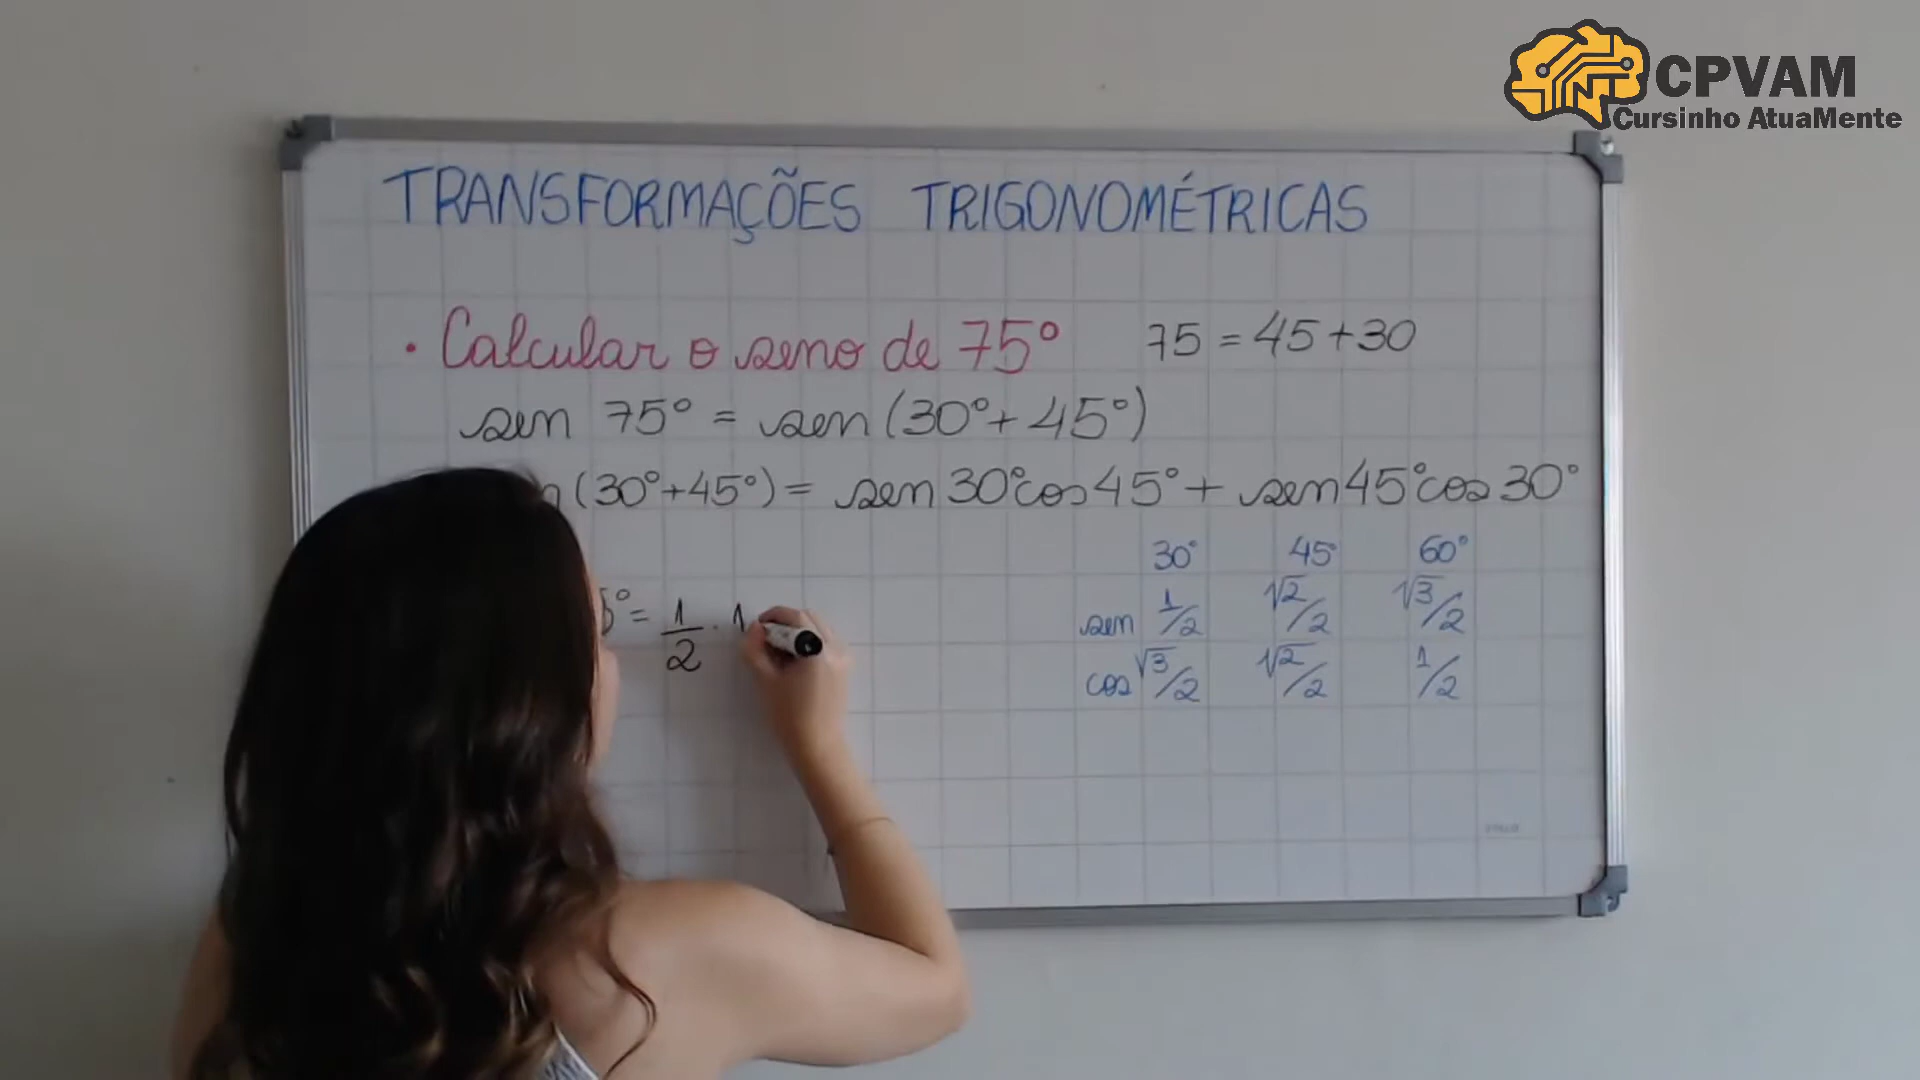 CPVAM
Cursinho AtuaMente
TRANSFORMAÇÕES TRIGONOMÉTRICAS
• Calcular o seno de 75° 75 = 45 + 30
sen 75° = sen (30° + 45°)
n (30° + 45°) = sen 30° cos 45° + sen 45° cos 30°
30° 45° 60°
sen 1/2 √2/2 √3/2
cos √3/2 √2/2 1/2
5° = 1/2 ·